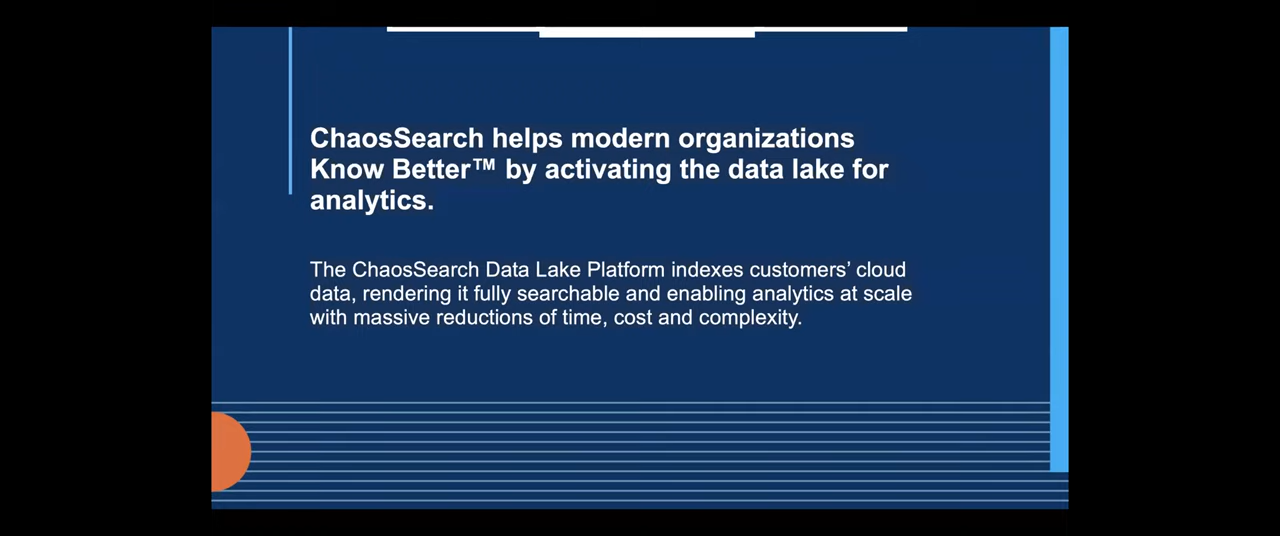 ChaosSearch helps modern organizations
Know Better™ by activating the data lake for
analytics.
The ChaosSearch Data Lake Platform indexes customers’ cloud
data, rendering it fully searchable and enabling analytics at scale
with massive reductions of time, cost and complexity.